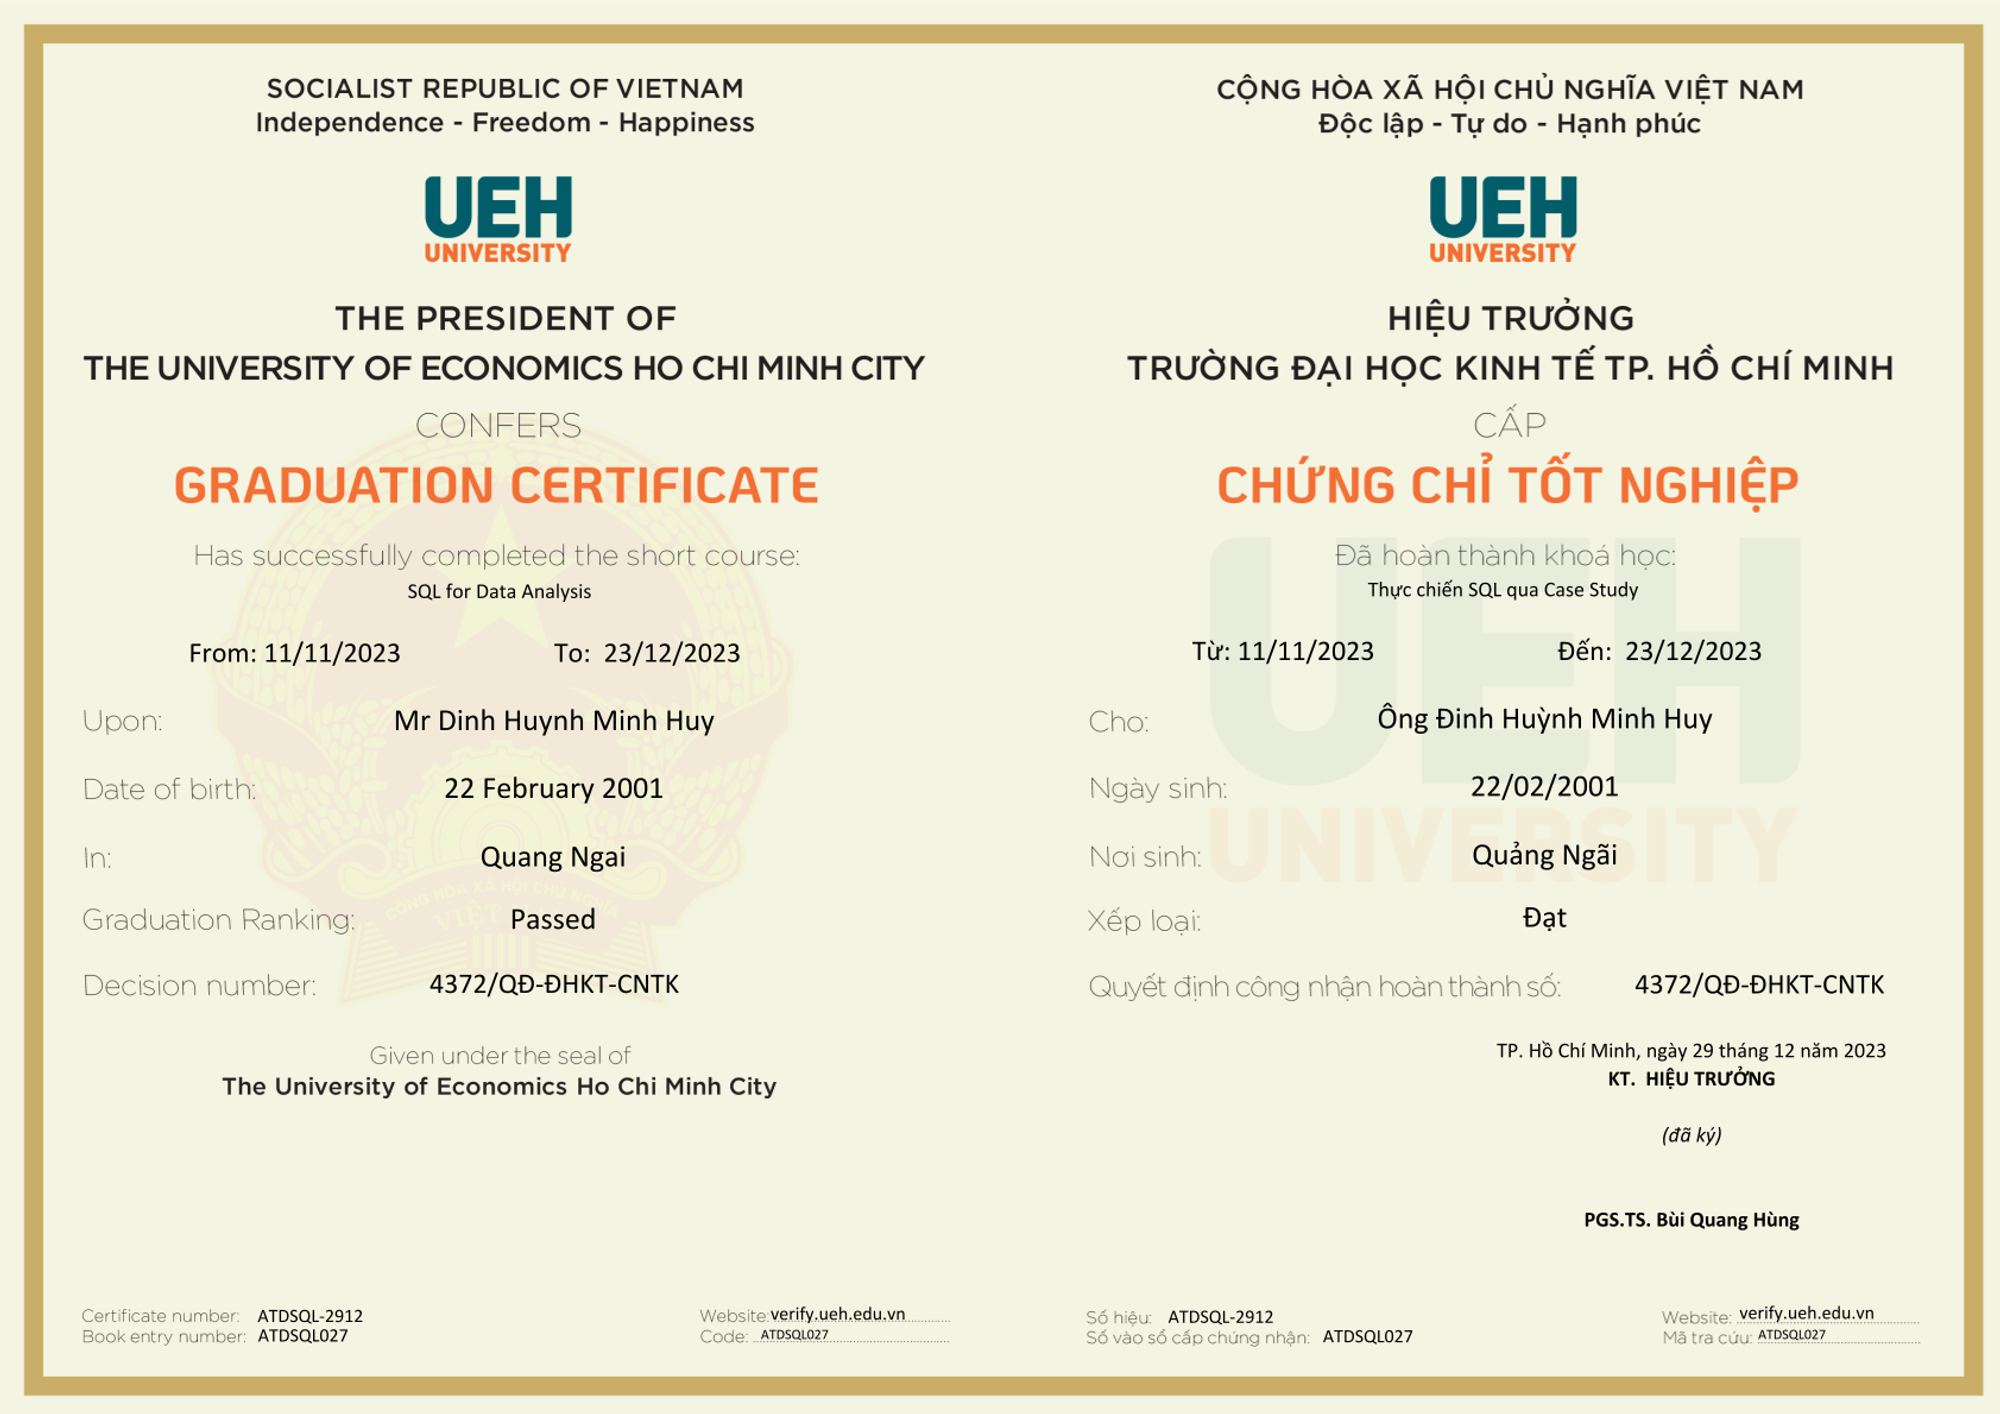 SOCIALIST REPUBLIC OF VIETNAM
Independence - Freedom - Happiness
UEH
UNIVERSITY
THE PRESIDENT OF
THE UNIVERSITY OF ECONOMICS HO CHI MINH CITY
CONFERS
GRADUATION CERTIFICATE
Has successfully completed the short course:
SQL for Data Analysis
From: 11/11/2023 To: 23/12/2023
Upon: Mr Dinh Huynh Minh Huy
Date of birth: 22 February 2001
In: Quang Ngai
Graduation Ranking: Passed
Decision number: 4372/QĐ-ĐHKT-CNTK
Given under the seal of
The University of Economics Ho Chi Minh City
Certificate number: ATDSQL-2912
Book entry number: ATDSQL027
Website: verify.ueh.edu.vn
Code: ATDSQL027
CỘNG HÒA XÃ HỘI CHỦ NGHĨA
VIỆT NAM
CỘNG HÒA XÃ HỘI CHỦ NGHĨA VIỆT NAM
Độc lập - Tự do - Hạnh phúc
UEH
UNIVERSITY
HIỆU TRƯỞNG
TRƯỜNG ĐẠI HỌC KINH TẾ TP. HỒ CHÍ MINH
CẤP
CHỨNG CHỈ TỐT NGHIỆP
Đã hoàn thành khoá học:
Thực chiến SQL qua Case Study
Từ: 11/11/2023 Đến: 23/12/2023
Cho: Ông Đinh Huỳnh Minh Huy
Ngày sinh: 22/02/2001
Nơi sinh: Quảng Ngãi
Xếp loại: Đạt
Quyết định công nhận hoàn thành số: 4372/QĐ-ĐHKT-CNTK
TP. Hồ Chí Minh, ngày 29 tháng 12 năm 2023
KT. HIỆU TRƯỞNG
(đã ký)
PGS.TS. Bùi Quang Hùng
Số hiệu: ATDSQL-2912
Số vào sổ cấp chứng nhận: ATDSQL027
Website: verify.ueh.edu.vn
Mã tra cứu: ATDSQL027
UEH
UNIVERSITY